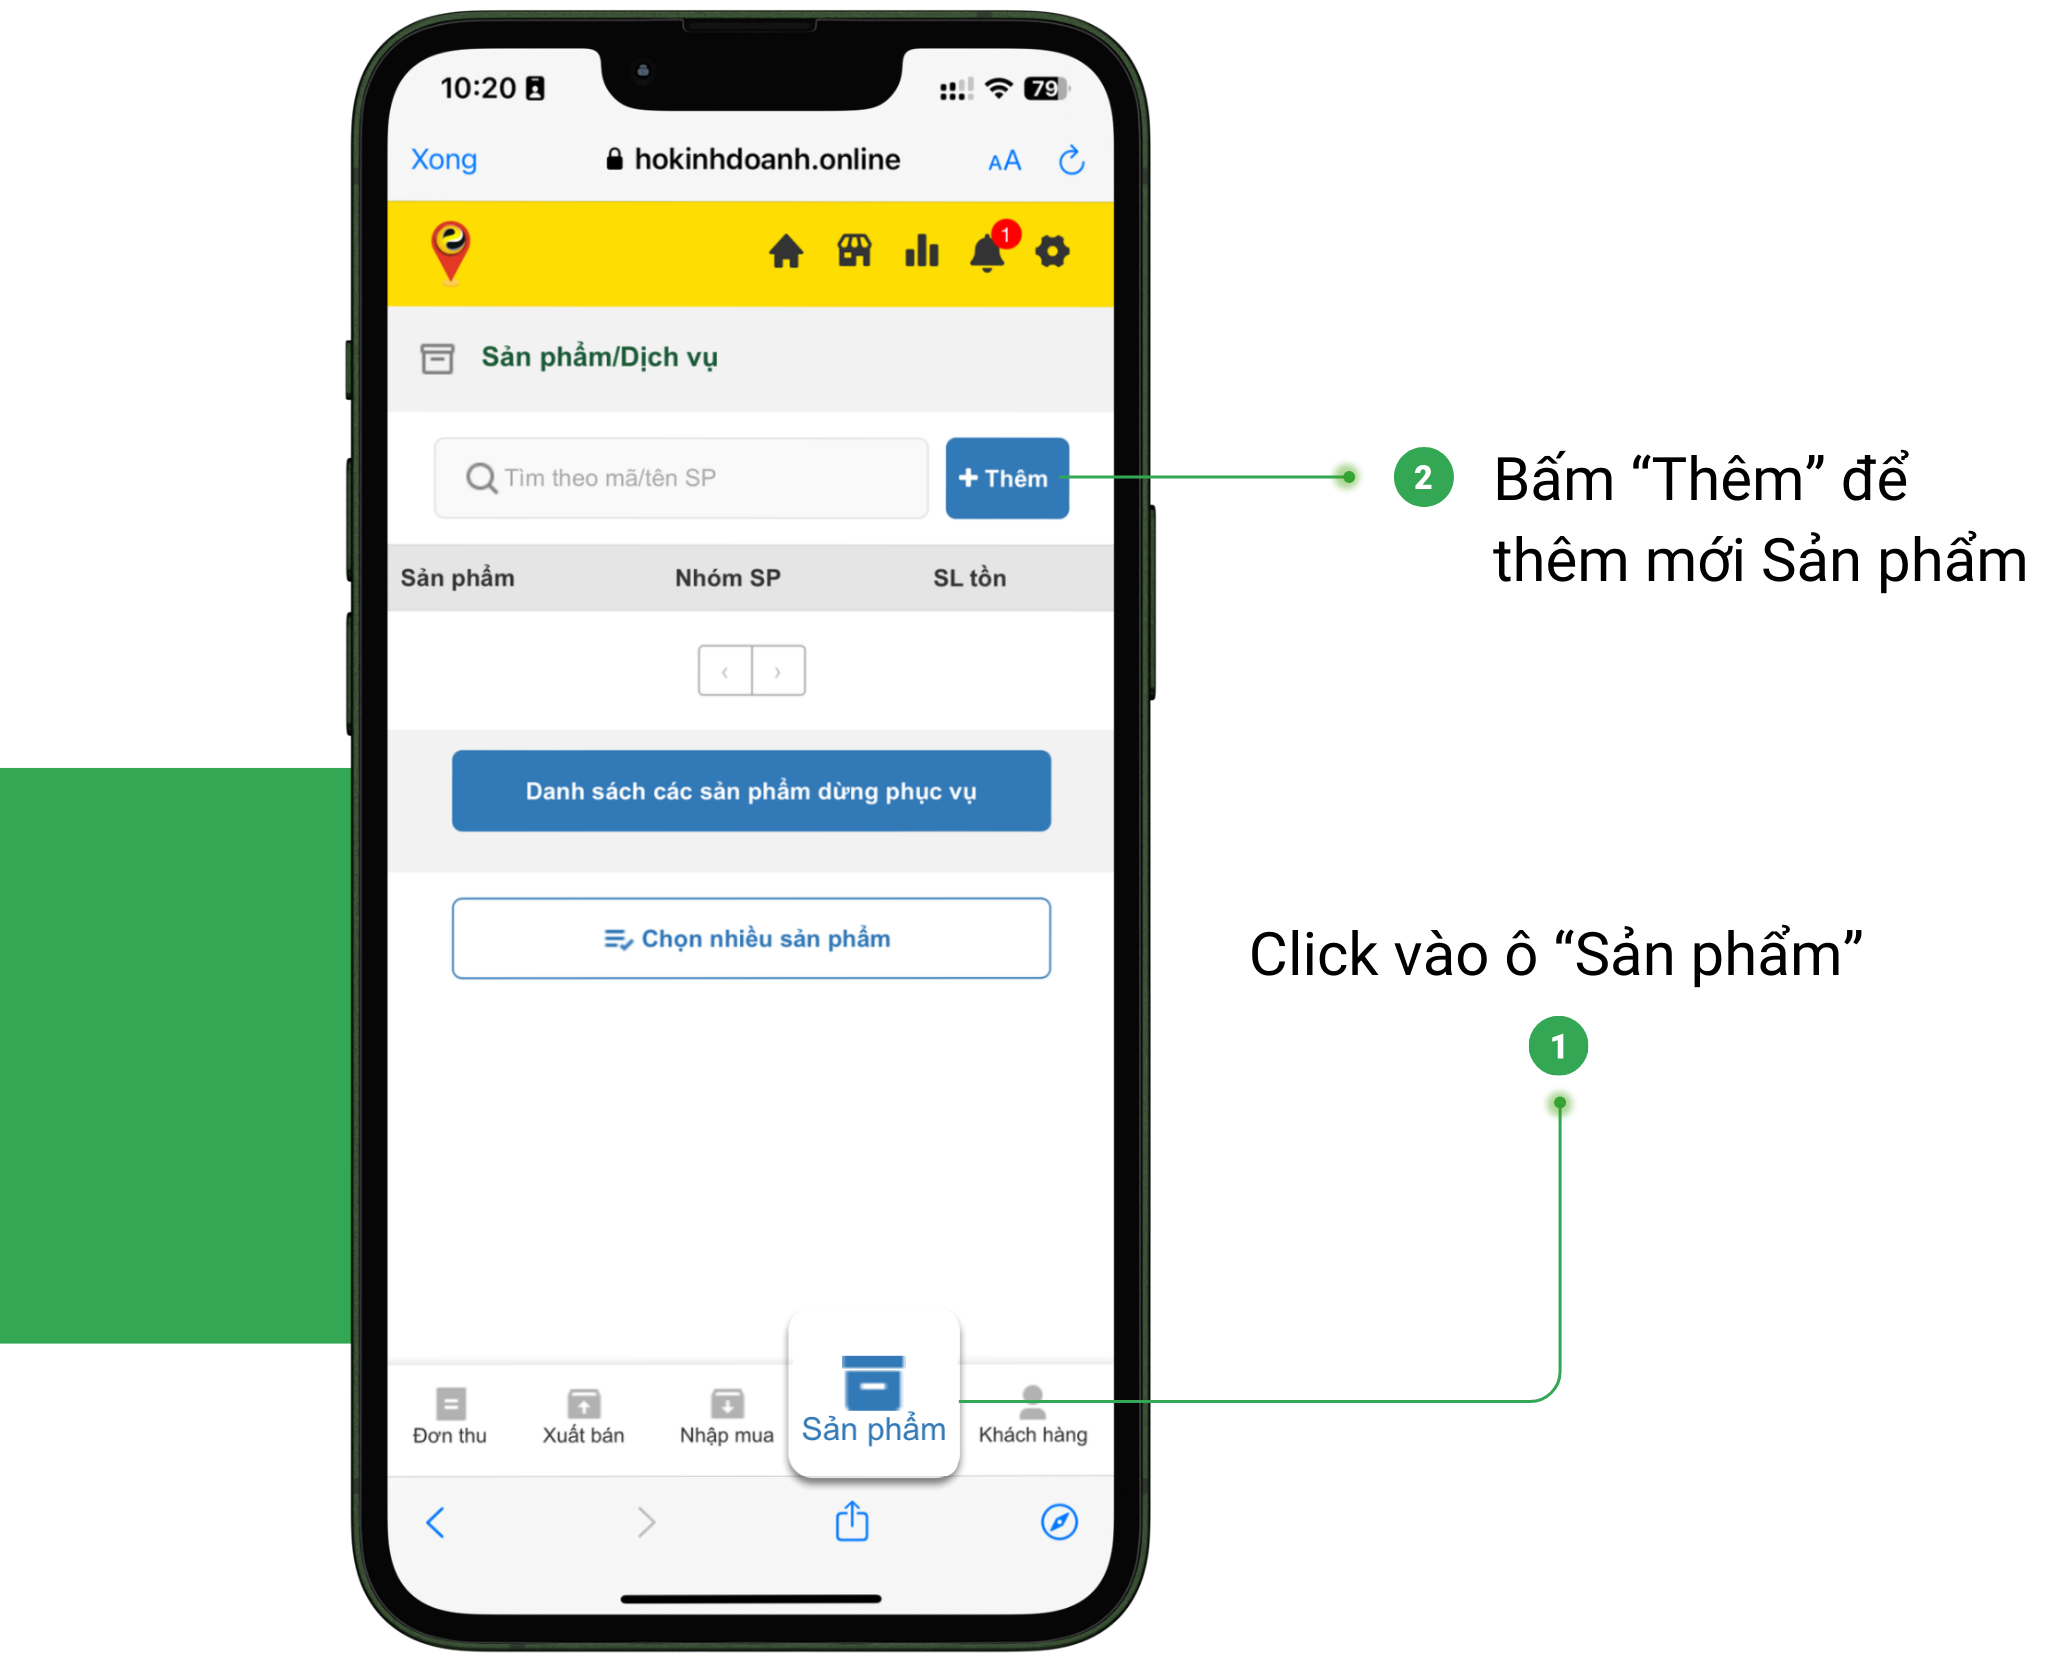 10:20
79
Xong
hokinhdoanh.online
AA
1
Sản phẩm/Dịch vụ
Tìm theo mã/tên SP
+ Thêm
2
Bấm “Thêm” để
thêm mới Sản phẩm
Sản phẩm
Nhóm SP
SL tồn
Danh sách các sản phẩm dừng phục vụ
Chọn nhiều sản phẩm
Click vào ô “Sản phẩm”
1
Đơn thu
Xuất bán
Nhập mua
Sản phẩm
Khách hàng